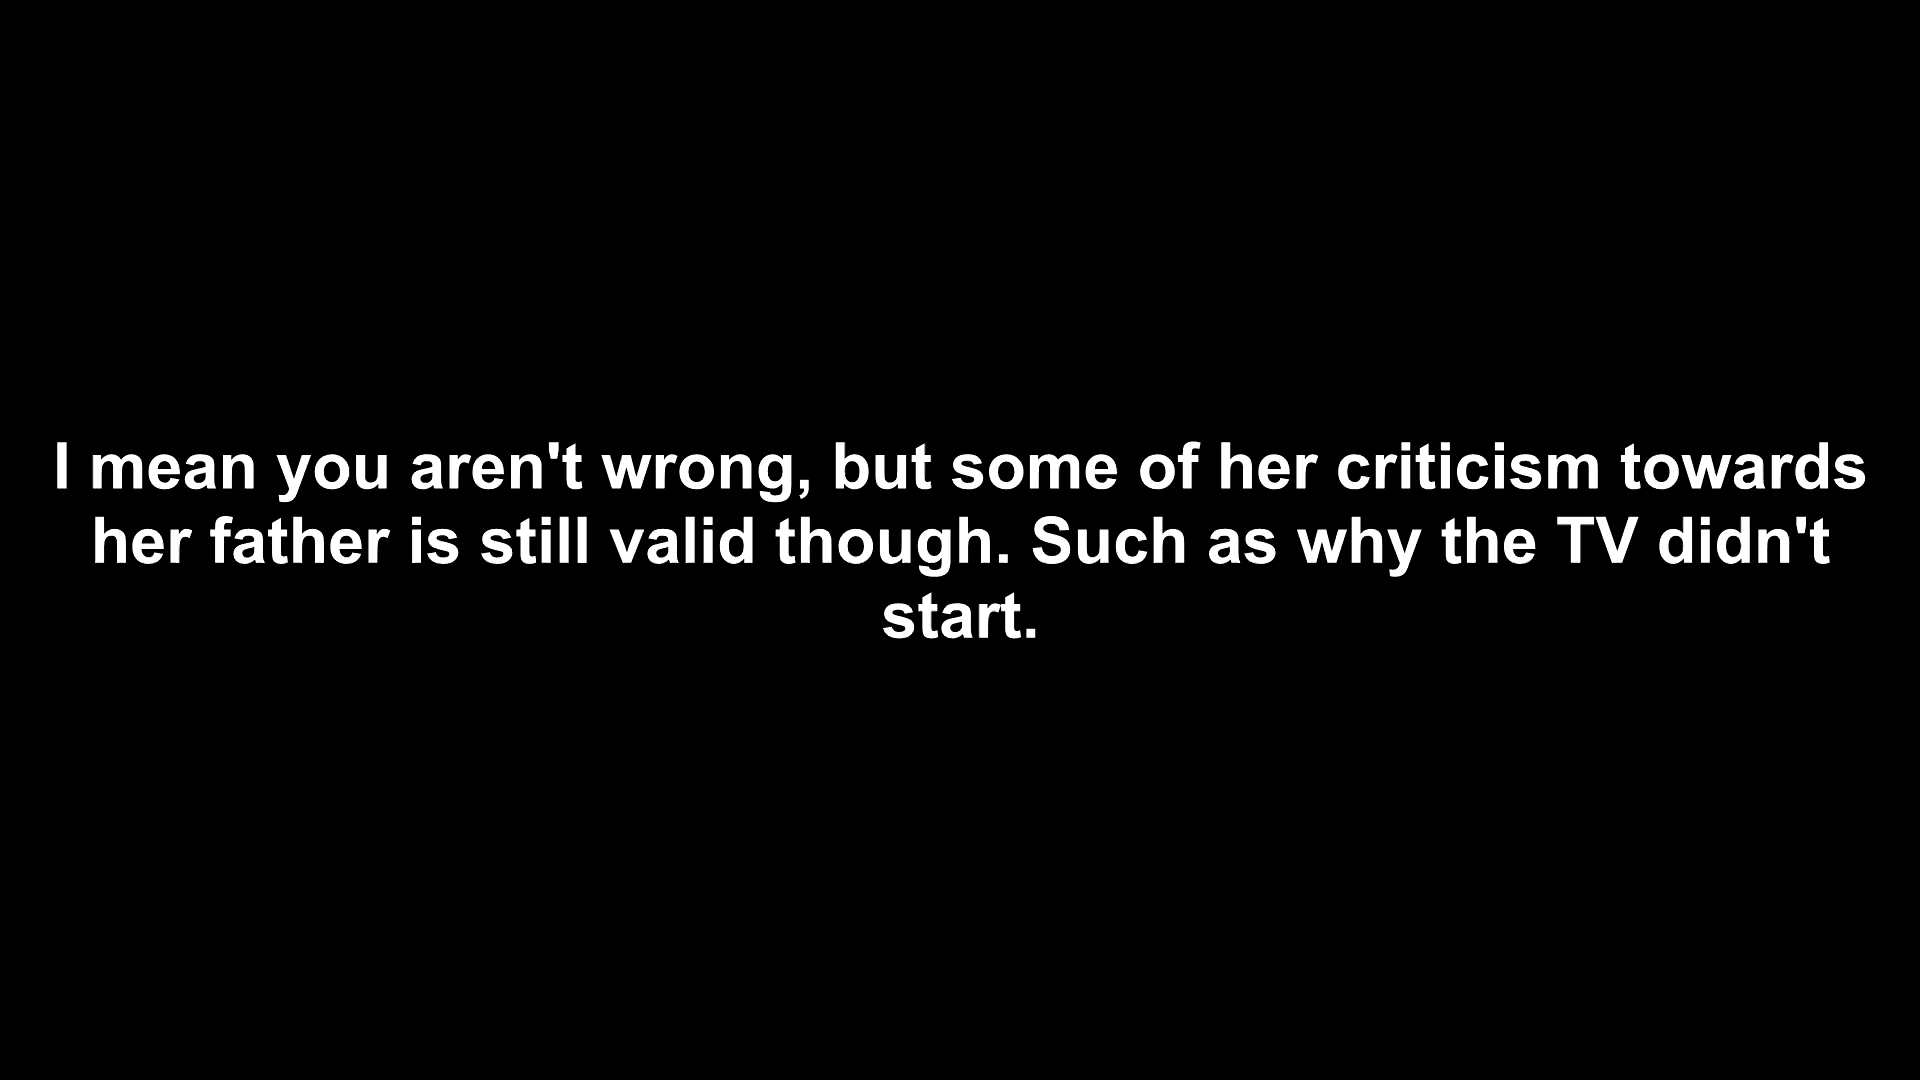 I mean you aren't wrong, but some of her criticism towards
her father is still valid though. Such as why the TV didn't
start.